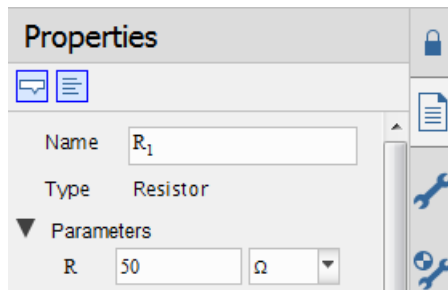 Properties
Name R₁
Type Resistor
Parameters
R 50 Ω